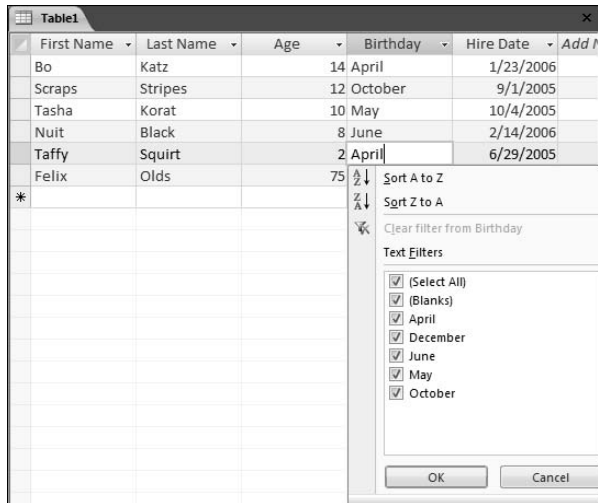 Table1
First Name Last Name Age Birthday Hire Date Add N
Bo Katz 14 April 1/23/2006
Scraps Stripes 12 October 9/1/2005
Tasha Korat 10 May 10/4/2005
Nuit Black 8 June 2/14/2006
Taffy Squirt 2 April 6/29/2005
Felix Olds 75
*
Sort A to Z
Sort Z to A
Clear filter from Birthday
Text Filters
(Select All)
(Blanks)
April
December
June
May
October
OK Cancel